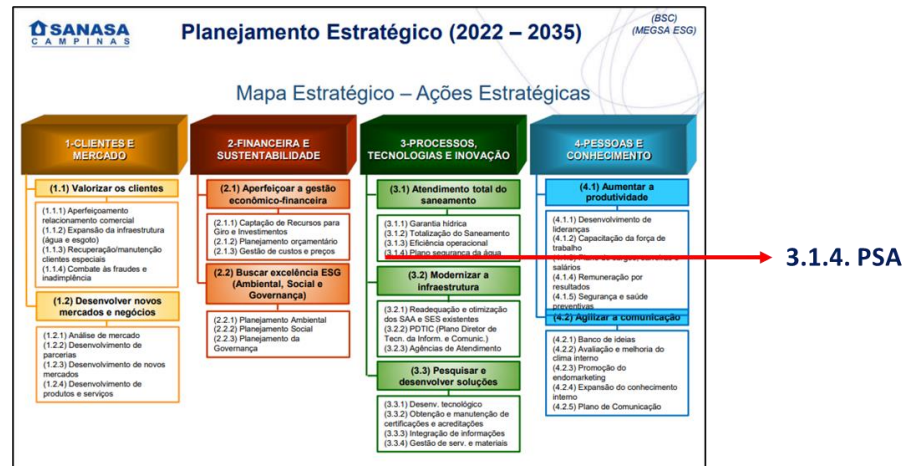 SANASA
CAMPINAS
Planejamento Estratégico (2022 – 2035)
(BSC)
(MEGSA ESG)
Mapa Estratégico – Ações Estratégicas
1-CLIENTES E
MERCADO
(1.1) Valorizar os clientes
(1.1.1) Aperfeiçoamento
relacionamento comercial
(1.1.2) Expansão da infraestrutura
(água e esgoto)
(1.1.3) Recuperação/manutenção
clientes especiais
(1.1.4) Combate às fraudes e
inadimplência
(1.2) Desenvolver novos
mercados e negócios
(1.2.1) Análise de mercado
(1.2.2) Desenvolvimento de
parcerias
(1.2.3) Desenvolvimento de novos
mercados
(1.2.4) Desenvolvimento de
produtos e serviços
2-FINANCEIRA E
SUSTENTABILIDADE
(2.1) Aperfeiçoar a gestão
econômico-financeira
(2.1.1) Captação de Recursos para
Giro e Investimentos
(2.1.2) Planejamento orçamentário
(2.1.3) Gestão de custos e preços
(2.2) Buscar excelência ESG
(Ambiental, Social e
Governança)
(2.2.1) Planejamento Ambiental
(2.2.2) Planejamento Social
(2.2.3) Planejamento da
Governança
3-PROCESSOS,
TECNOLOGIAS E INOVAÇÃO
(3.1) Atendimento total do
saneamento
(3.1.1) Garantia hídrica
(3.1.2) Totalização do Saneamento
(3.1.3) Eficiência operacional
(3.1.4) Plano segurança da água
(3.2) Modernizar a
infraestrutura
(3.2.1) Readequação e otimização
dos SAA e SES existentes
(3.2.2) PDTIC (Plano Diretor de
Tecn. da Inform. e Comunic.)
(3.2.3) Agências de Atendimento
(3.3) Pesquisar e
desenvolver soluções
(3.3.1) Desenv. tecnológico
(3.3.2) Obtenção e manutenção de
certificações e acreditações
(3.3.3) Integração de informações
(3.3.4) Gestão de serv. e materiais
4-PESSOAS E
CONHECIMENTO
(4.1) Aumentar a
produtividade
(4.1.1) Desenvolvimento de
lideranças
(4.1.2) Capacitação da força de
trabalho
(4.1.3) Plano de cargos, carreiras e
salários
(4.1.4) Remuneração por
resultados
(4.1.5) Segurança e saúde
preventivas
(4.2) Agilizar a comunicação
(4.2.1) Banco de ideias
(4.2.2) Avaliação e melhoria do
clima interno
(4.2.3) Promoção do
endomarketing
(4.2.4) Expansão do conhecimento
interno
(4.2.5) Plano de Comunicação
3.1.4. PSA